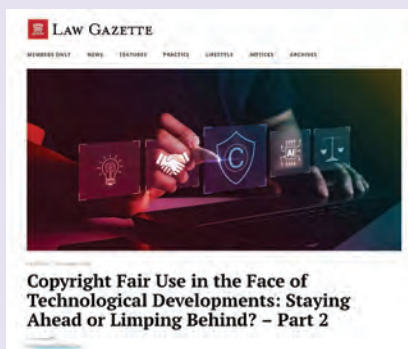 LAW GAZETTE
MEMBERS ONLY NEWS FEATURES PRACTICE LIFESTYLE NOTICES ARCHIVES
C
AI
Copyright Fair Use in the Face of
Technological Developments: Staying
Ahead or Limping Behind? – Part 2